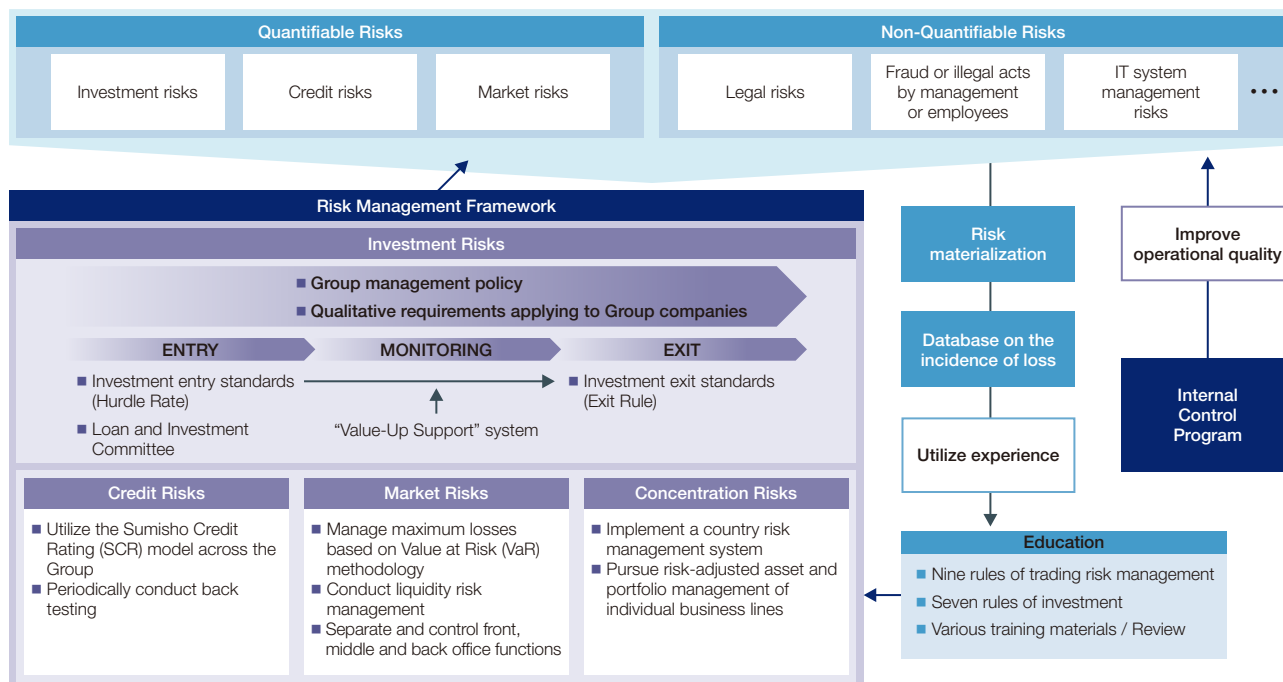 Quantifiable Risks
Investment risks
Credit risks
Market risks
Non-Quantifiable Risks
Legal risks
Fraud or illegal acts
by management
or employees
IT system
management
risks
•••
Risk Management Framework
Investment Risks
■ Group management policy
■ Qualitative requirements applying to Group companies
ENTRY
MONITORING
EXIT
■ Investment entry standards
(Hurdle Rate)
■ Loan and Investment
Committee
“Value-Up Support” system
■ Investment exit standards
(Exit Rule)
Credit Risks
■ Utilize the Sumisho Credit
Rating (SCR) model across the
Group
■ Periodically conduct back
testing
Market Risks
■ Manage maximum losses
based on Value at Risk (VaR)
methodology
■ Conduct liquidity risk
management
■ Separate and control front,
middle and back office functions
Concentration Risks
■ Implement a country risk
management system
■ Pursue risk-adjusted asset and
portfolio management of
individual business lines
Risk
materialization
Database on the
incidence of loss
Utilize experience
Education
■ Nine rules of trading risk management
■ Seven rules of investment
■ Various training materials / Review
Improve
operational quality
Internal
Control
Program